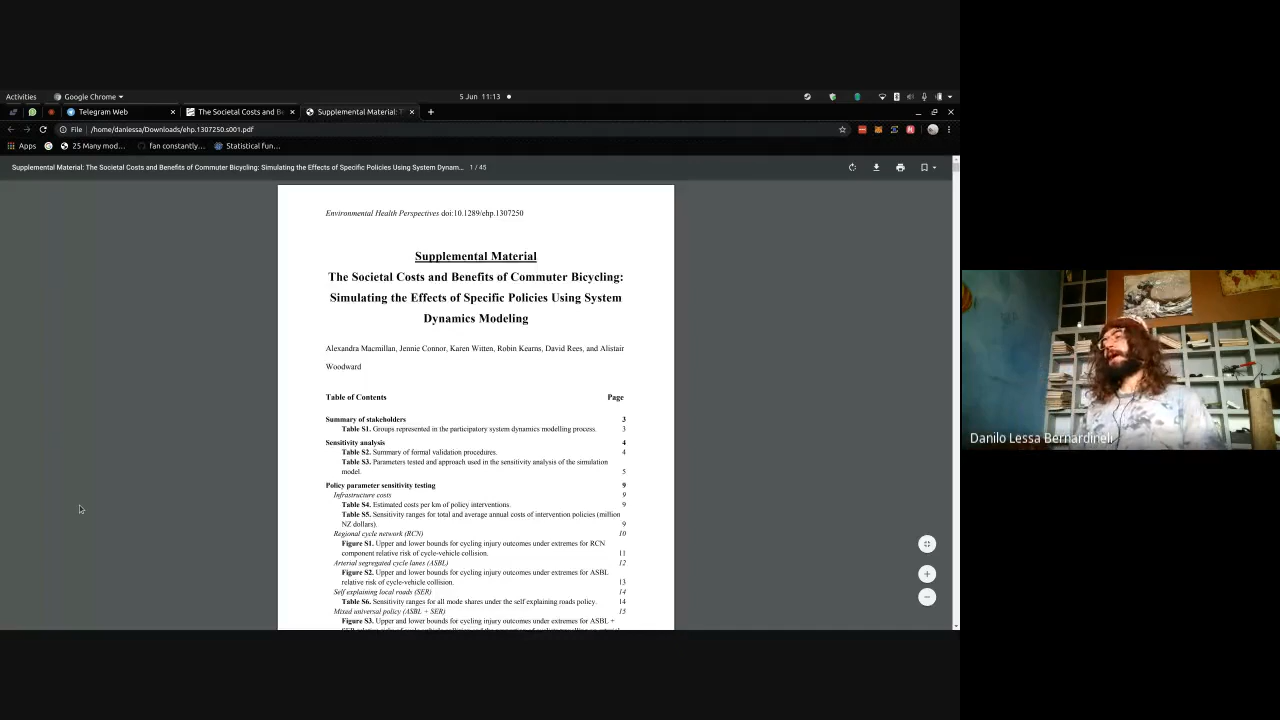 Activities
Google Chrome
5 Jun 11:13
Telegram Web
The Societal Costs and Be
Supplemental Material: T
File
/home/danlessa/Downloads/ehp.1307250.s001.pdf
Apps
25 Many mod…
fan constantly…
Statistical fun…
Supplemental Material: The Societal Costs and Benefits of Commuter Bicycling: Simulating the Effects of Specific Policies Using System Dynam… 1 / 45
Environmental Health Perspectives doi:10.1289/ehp.1307250
Supplemental Material
The Societal Costs and Benefits of Commuter Bicycling:
Simulating the Effects of Specific Policies Using System
Dynamics Modeling
Alexandra Macmillan, Jennie Connor, Karen Witten, Robin Kearns, David Rees, and Alistair
Woodward
Table of Contents Page
Summary of stakeholders 3
Table S1. Groups represented in the participatory system dynamics modelling process. 3
Sensitivity analysis 4
Table S2. Summary of formal validation procedures. 4
Table S3. Parameters tested and approach used in the sensitivity analysis of the simulation
model. 5
Policy parameter sensitivity testing 9
Infrastructure costs 9
Table S4. Estimated costs per km of policy interventions. 9
Table S5. Sensitivity ranges for total and average annual costs of intervention policies (million
NZ dollars). 9
Regional cycle network (RCN) 10
Figure S1. Upper and lower bounds for cycling injury outcomes under extremes for RCN
component relative risk of cycle-vehicle collision. 11
Arterial segregated cycle lanes (ASBL) 12
Figure S2. Upper and lower bounds for cycling injury outcomes under extremes for ASBL
relative risk of cycle-vehicle collision. 13
Self explaining local roads (SER) 14
Table S6. Sensitivity ranges for all mode shares under the self explaining roads policy. 14
Mixed universal policy (ASBL + SER) 15
Figure S3. Upper and lower bounds for cycling injury outcomes under extremes for ASBL +
Danilo Lessa Bernardineli